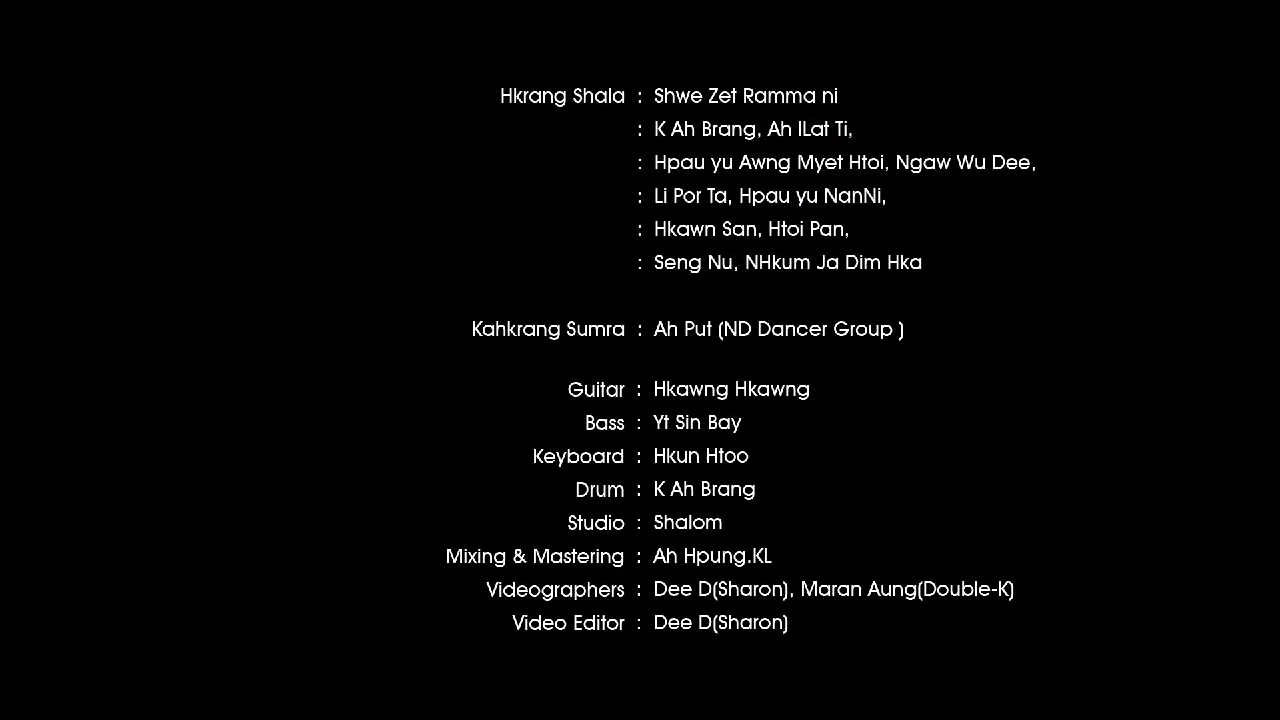 Hkrang Shala : Shwe Zet Ramma ni
: K Ah Brang, Ah lLat Ti,
: Hpau yu Awng Myet Htoi, Ngaw Wu Dee,
: Li Por Ta, Hpau yu NanNi,
: Hkawn San, Htoi Pan,
: Seng Nu, NHkum Ja Dim Hka
Kahkrang Sumra : Ah Put (ND Dancer Group )
Guitar : Hkawng Hkawng
Bass : Yt Sin Bay
Keyboard : Hkun Htoo
Drum : K Ah Brang
Studio : Shalom
Mixing & Mastering : Ah Hpung.KL
Videographers : Dee D(Sharon), Maran Aung(Double-K)
Video Editor : Dee D(Sharon)